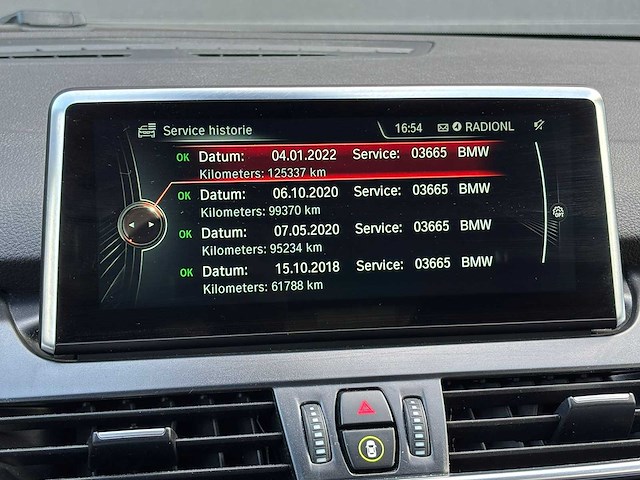 Service historie 16:54 RADIONL
OK Datum: 04.01.2022 Service: 03665 BMW
Kilometers: 125337 km
OK Datum: 06.10.2020 Service: 03665 BMW
Kilometers: 99370 km
OK Datum: 07.05.2020 Service: 03665 BMW
Kilometers: 95234 km
OK Datum: 15.10.2018 Service: 03665 BMW
Kilometers: 61788 km